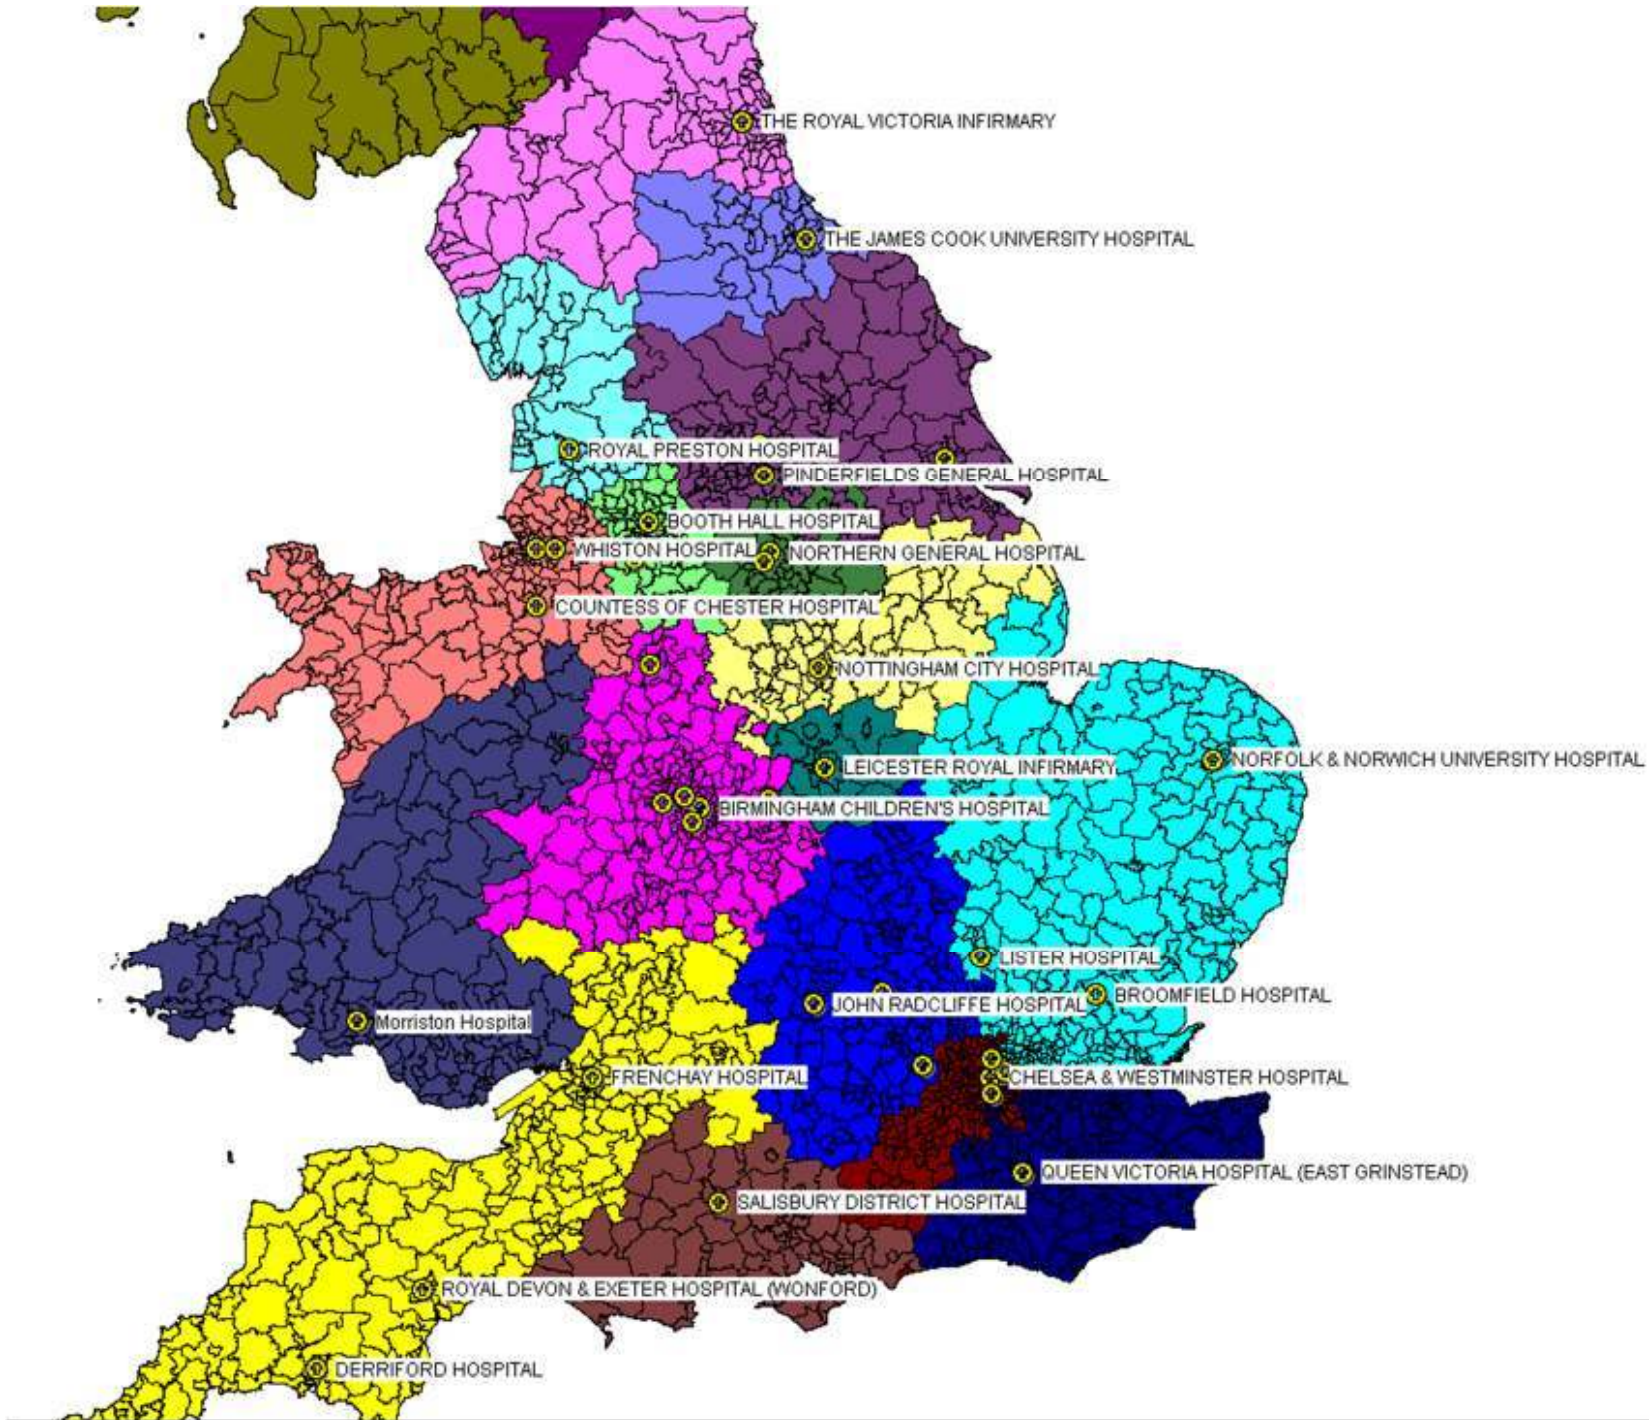 THE ROYAL VICTORIA INFIRMARY
THE JAMES COOK UNIVERSITY HOSPITAL
ROYAL PRESTON HOSPITAL
PINDERFIELDS GENERAL HOSPITAL
BOOTH HALL HOSPITAL
WHISTON HOSPITAL
NORTHERN GENERAL HOSPITAL
COUNTESS OF CHESTER HOSPITAL
NOTTINGHAM CITY HOSPITAL
NORFOLK & NORWICH UNIVERSITY HOSPITAL
LEICESTER ROYAL INFIRMARY
BIRMINGHAM CHILDREN'S HOSPITAL
LISTER HOSPITAL
BROOMFIELD HOSPITAL
JOHN RADCLIFFE HOSPITAL
Morriston Hospital
FRENCHAY HOSPITAL
CHELSEA & WESTMINSTER HOSPITAL
QUEEN VICTORIA HOSPITAL (EAST GRINSTEAD)
SALISBURY DISTRICT HOSPITAL
ROYAL DEVON & EXETER HOSPITAL (WONFORD)
DERRIFORD HOSPITAL